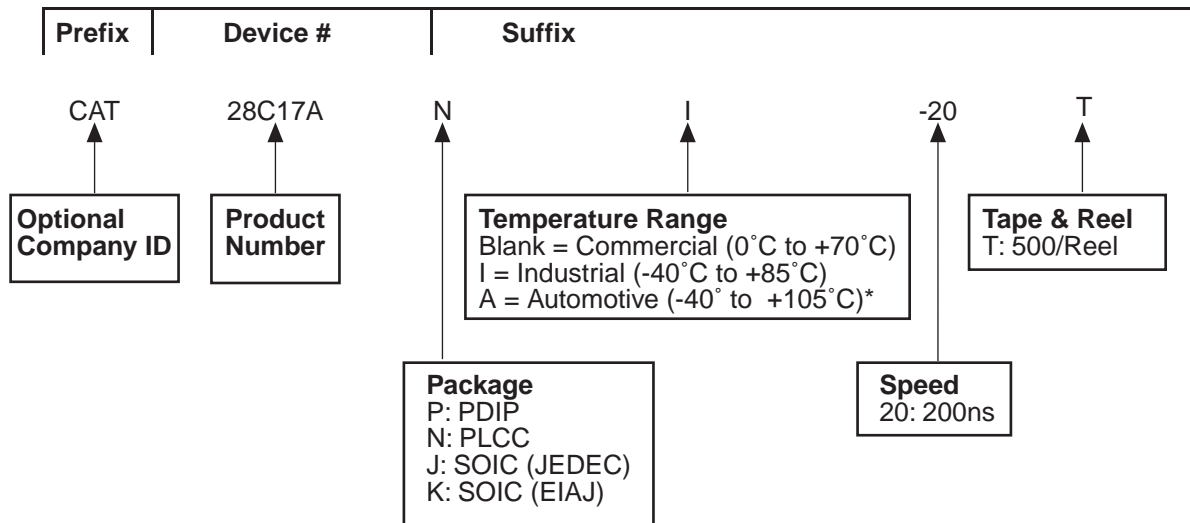 Prefix Device # Suffix
CAT 28C17A N I -20 T
Optional
Company ID
Product
Number
Temperature Range
Blank = Commercial (0˚C to +70˚C)
I = Industrial (-40˚C to +85˚C)
A = Automotive (-40˚ to +105˚C)*
Tape & Reel
T: 500/Reel
Package
P: PDIP
N: PLCC
J: SOIC (JEDEC)
K: SOIC (EIAJ)
Speed
20: 200ns